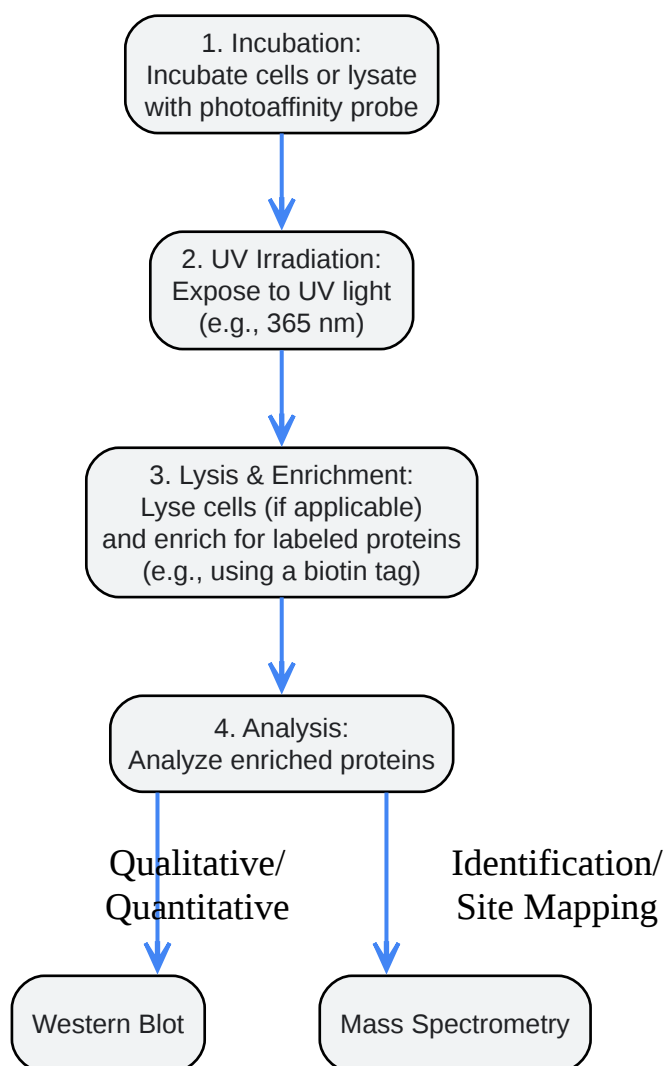 1. Incubation:
Incubate cells or lysate
with photoaffinity probe
2. UV Irradiation:
Expose to UV light
(e.g., 365 nm)
3. Lysis & Enrichment:
Lyse cells (if applicable)
and enrich for labeled proteins
(e.g., using a biotin tag)
4. Analysis:
Analyze enriched proteins
Qualitative/
Quantitative
Identification/
Site Mapping
Western Blot
Mass Spectrometry